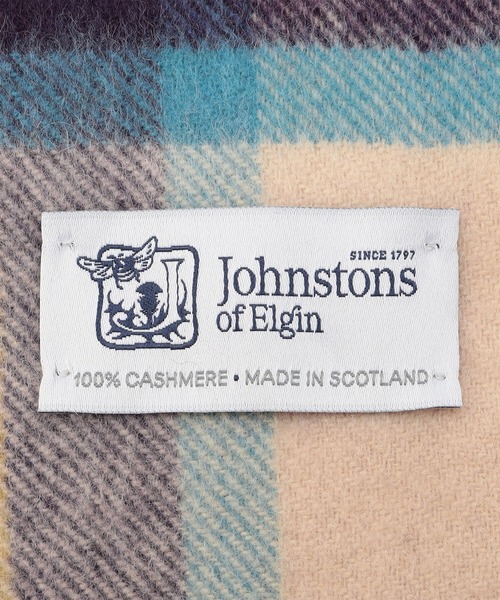 SINCE 1797
Johnstons
of Elgin
100% CASHMERE • MADE IN SCOTLAND